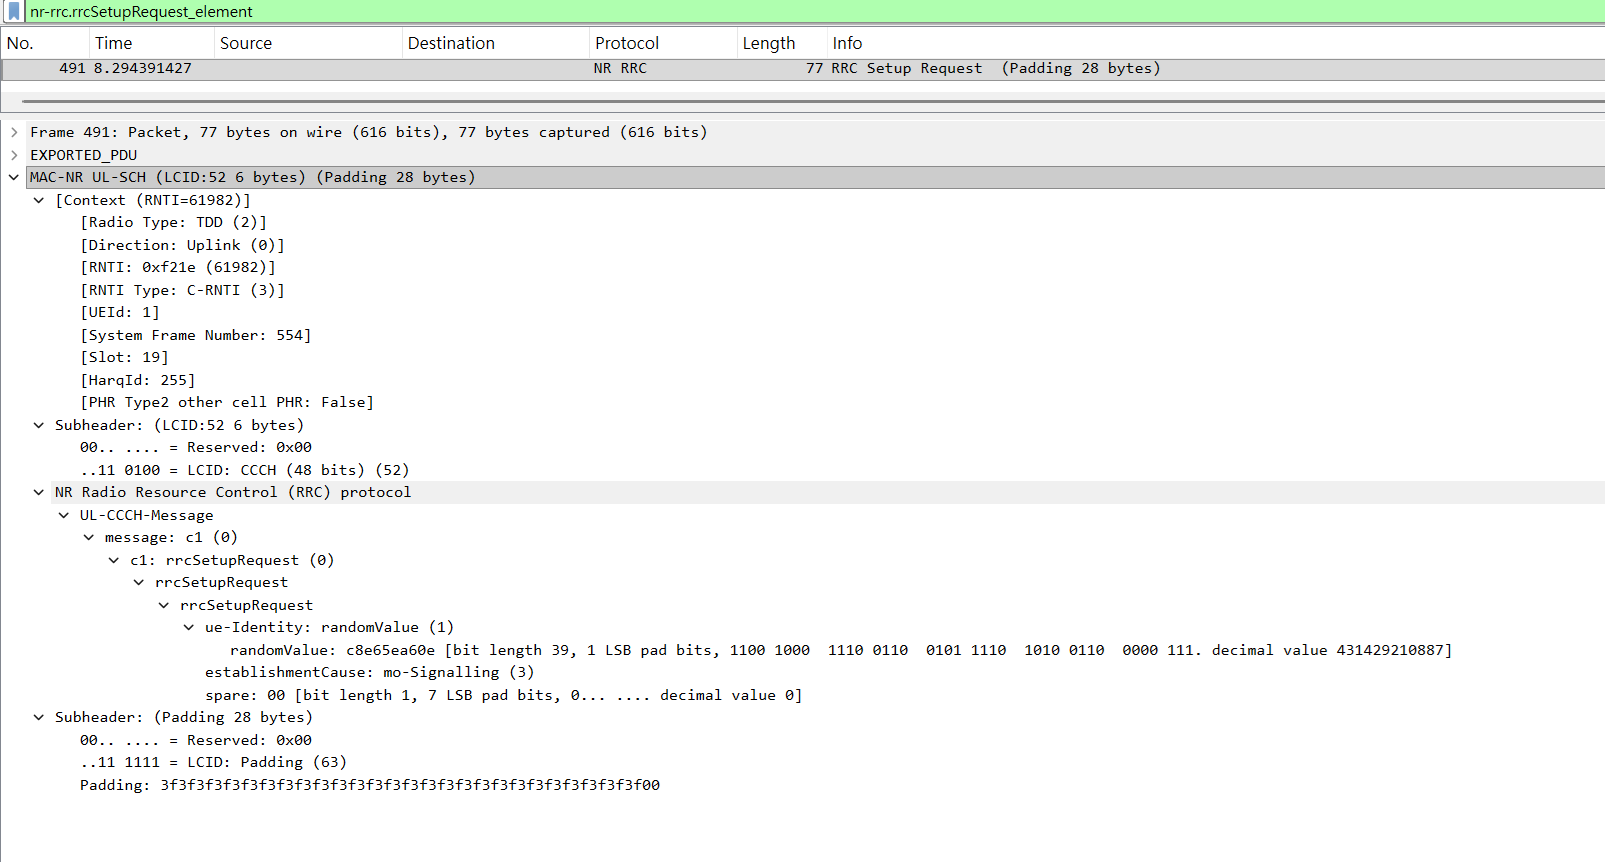 nr-rrc.rrcSetupRequest_element
No. Time Source Destination Protocol Length Info
491 8.294391427 NR RRC 77 RRC Setup Request (Padding 28 bytes)
Frame 491: Packet, 77 bytes on wire (616 bits), 77 bytes captured (616 bits)
EXPORTED_PDU
MAC-NR UL-SCH (LCID:52 6 bytes) (Padding 28 bytes)
[Context (RNTI=61982)]
[Radio Type: TDD (2)]
[Direction: Uplink (0)]
[RNTI: 0xf21e (61982)]
[RNTI Type: C-RNTI (3)]
[UEId: 1]
[System Frame Number: 554]
[Slot: 19]
[HarqId: 255]
[PHR Type2 other cell PHR: False]
Subheader: (LCID:52 6 bytes)
00.. .... = Reserved: 0x00
..11 0100 = LCID: CCCH (48 bits) (52)
NR Radio Resource Control (RRC) protocol
UL-CCCH-Message
message: c1 (0)
c1: rrcSetupRequest (0)
rrcSetupRequest
rrcSetupRequest
ue-Identity: randomValue (1)
randomValue: c8e65ea60e [bit length 39, 1 LSB pad bits, 1100 1000 1110 0110 0101 1110 1010 0110 0000 111. decimal value 431429210887]
establishmentCause: mo-Signalling (3)
spare: 00 [bit length 1, 7 LSB pad bits, 0... .... decimal value 0]
Subheader: (Padding 28 bytes)
00.. .... = Reserved: 0x00
..11 1111 = LCID: Padding (63)
Padding: 3f3f3f3f3f3f3f3f3f3f3f3f3f3f3f3f3f3f3f3f3f3f3f3f3f3f3f00